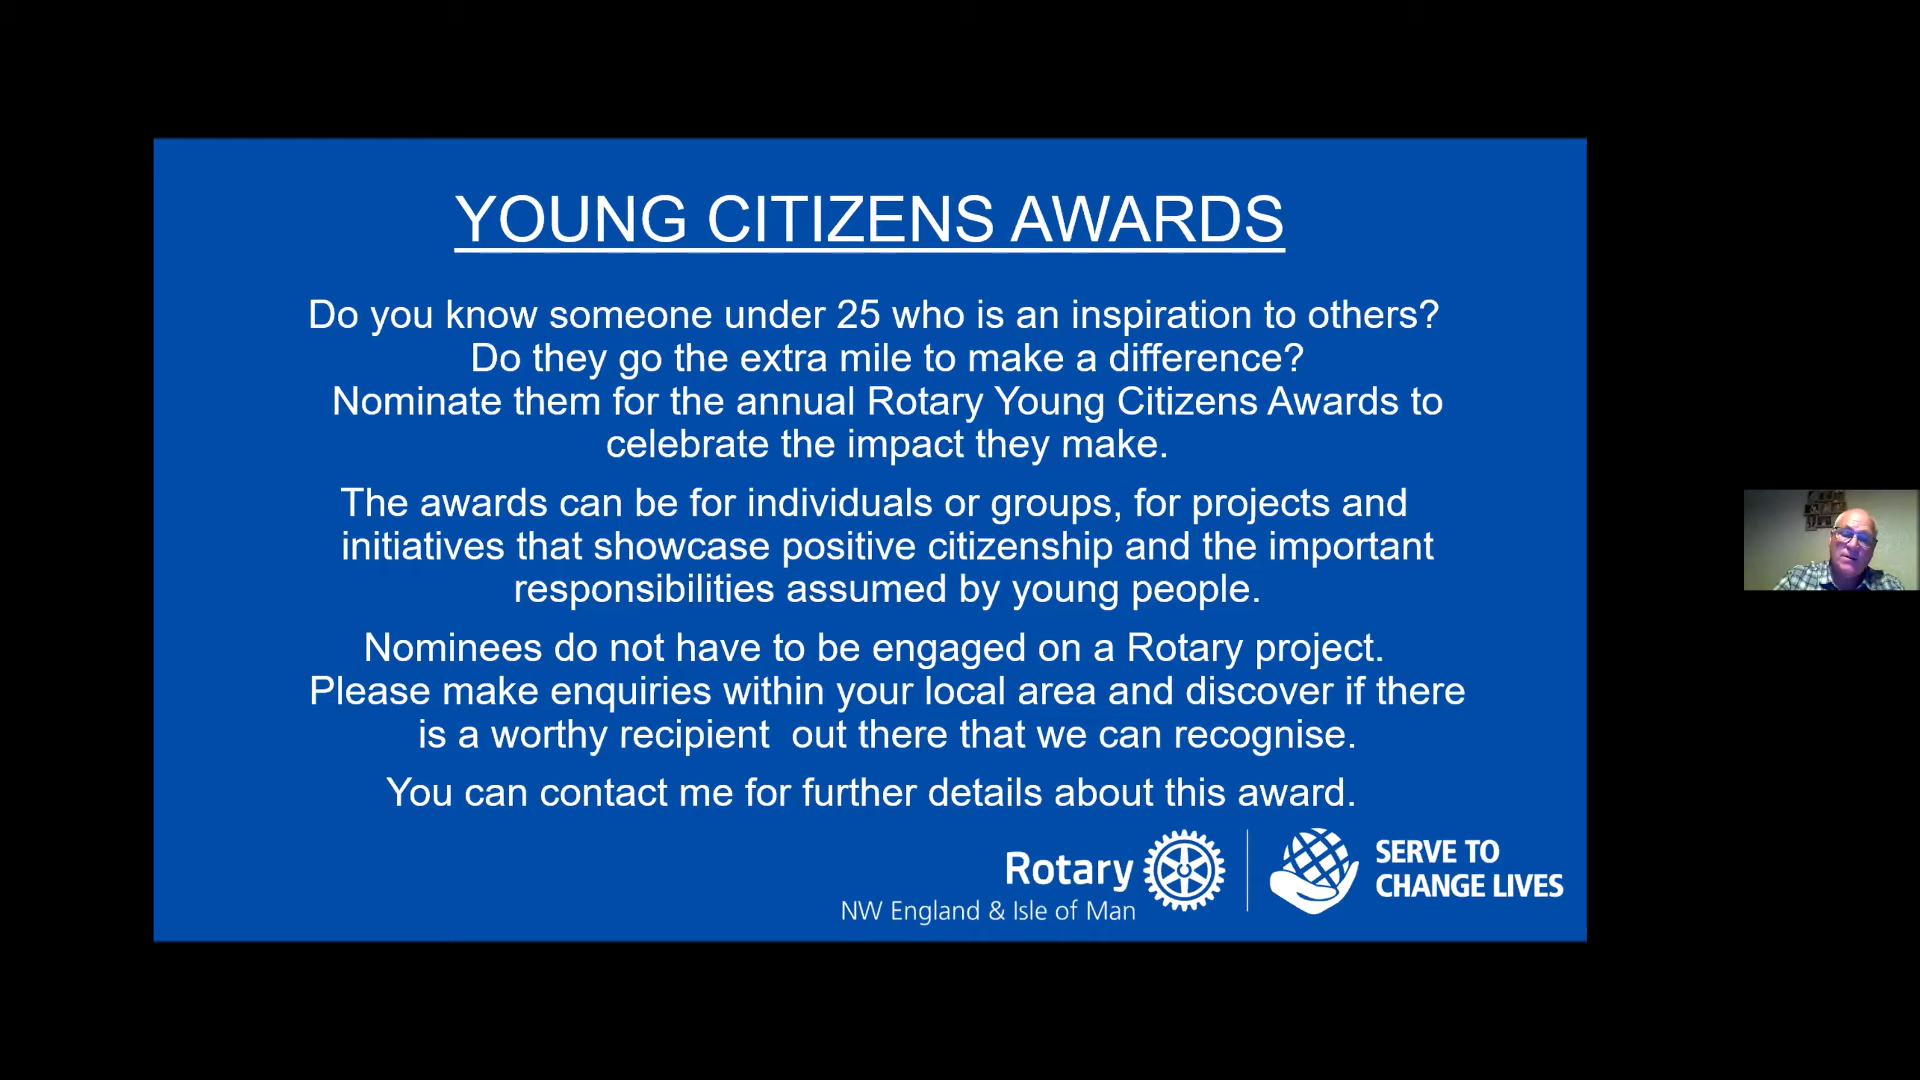 YOUNG CITIZENS AWARDS
Do you know someone under 25 who is an inspiration to others?
Do they go the extra mile to make a difference?
Nominate them for the annual Rotary Young Citizens Awards to
celebrate the impact they make.
The awards can be for individuals or groups, for projects and
initiatives that showcase positive citizenship and the important
responsibilities assumed by young people.
Nominees do not have to be engaged on a Rotary project.
Please make enquiries within your local area and discover if there
is a worthy recipient  out there that we can recognise.
You can contact me for further details about this award.
Rotary
NW England & Isle of Man
SERVE TO
CHANGE LIVES